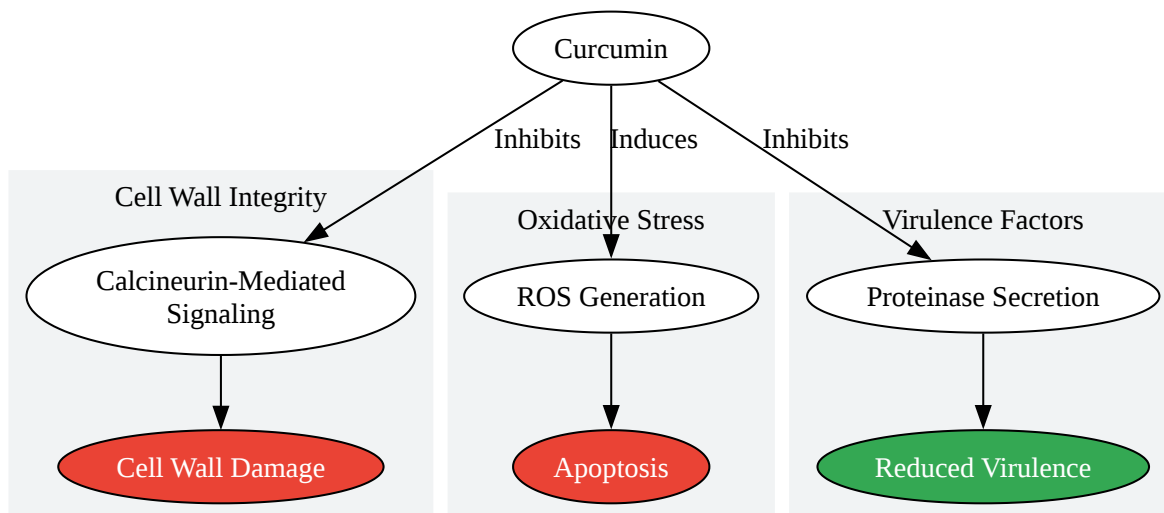 Curcumin
Inhibits
Induces
Inhibits
Cell Wall Integrity
Oxidative Stress
Virulence Factors
Calcineurin-Mediated
Signaling
ROS Generation
Proteinase Secretion
Cell Wall Damage
Apoptosis
Reduced Virulence